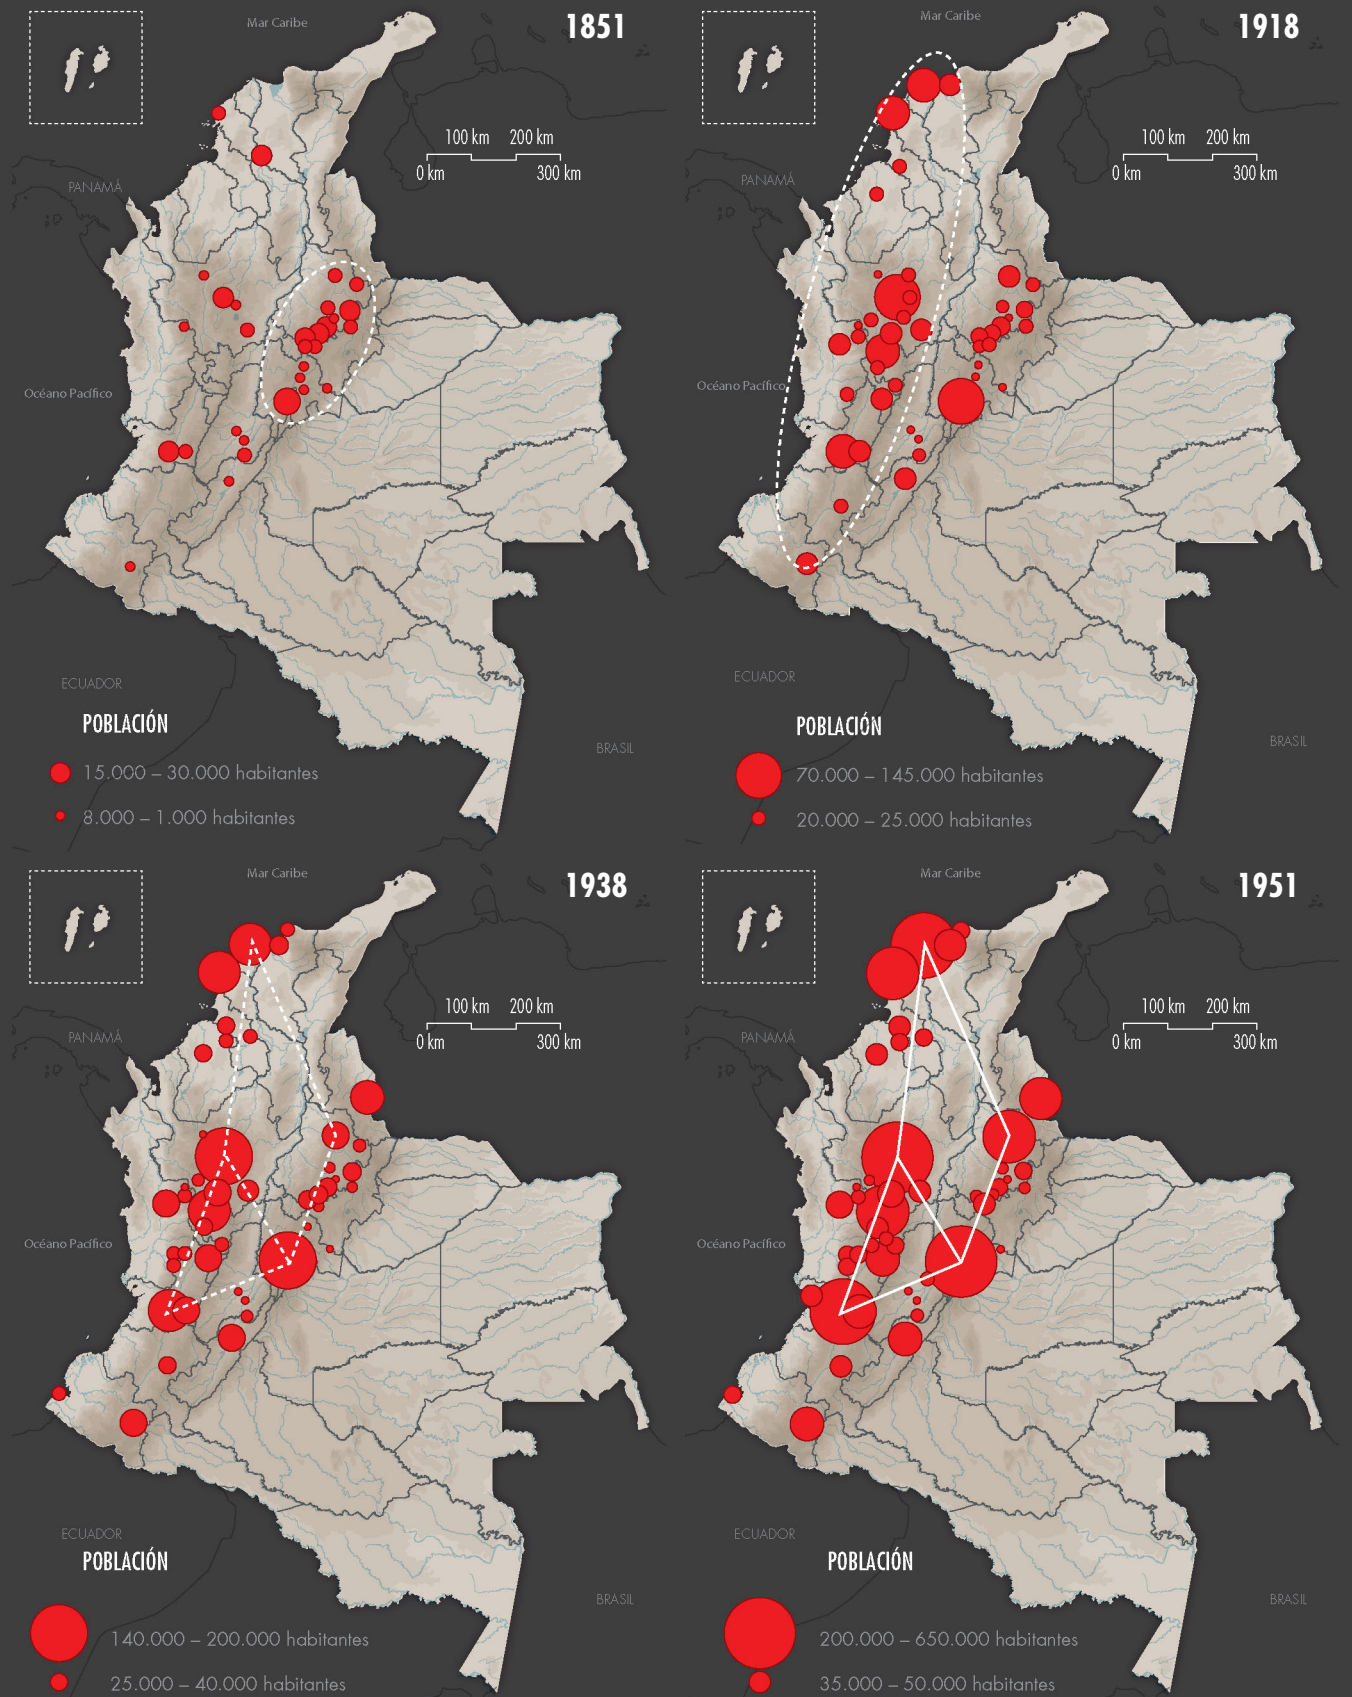 Mar Caribe
1851
100 km 200 km
0 km 300 km
PANAMÁ
Océano Pacífico
ECUADOR
BRASIL
POBLACIÓN
15.000 – 30.000 habitantes
8.000 – 1.000 habitantes
Mar Caribe
1918
100 km 200 km
0 km 300 km
PANAMÁ
Océano Pacífico
ECUADOR
BRASIL
POBLACIÓN
70.000 – 145.000 habitantes
20.000 – 25.000 habitantes
Mar Caribe
1938
100 km 200 km
0 km 300 km
PANAMÁ
Océano Pacífico
ECUADOR
POBLACIÓN
BRASIL
140.000 – 200.000 habitantes
25.000 – 40.000 habitantes
Mar Caribe
1951
100 km 200 km
0 km 300 km
PANAMÁ
Océano Pacífico
ECUADOR
POBLACIÓN
BRASIL
200.000 – 650.000 habitantes
35.000 – 50.000 habitantes